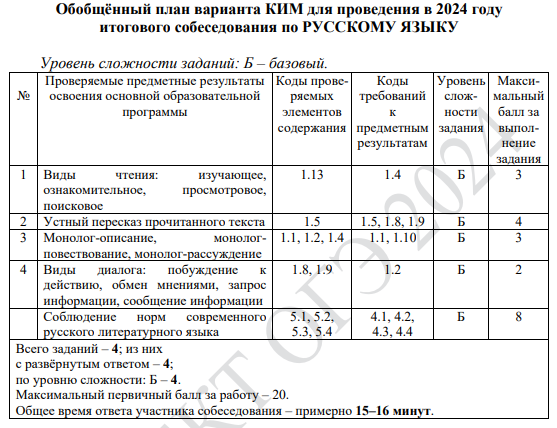 Обобщённый план варианта КИМ для проведения в 2024 году
итогового собеседования по РУССКОМУ ЯЗЫКУ
Уровень сложности заданий: Б – базовый.
№ Проверяемые предметные результаты освоения основной образовательной программы Коды проверяемых элементов содержания Коды требований к предметным результатам Уровень сложности задания Максимальный балл за выполнение задания
1 Виды чтения: изучающее, ознакомительное, просмотровое, поисковое 1.13 1.4 Б 3
2 Устный пересказ прочитанного текста 1.5 1.5, 1.8, 1.9 Б 4
3 Монолог-описание, монолог-повествование, монолог-рассуждение 1.1, 1.2, 1.4 1.1, 1.10 Б 3
4 Виды диалога: побуждение к действию, обмен мнениями, запрос информации, сообщение информации 1.8, 1.9 1.2 Б 2
Соблюдение норм современного русского литературного языка 5.1, 5.2, 5.3, 5.4 4.1, 4.2, 4.3, 4.4 Б 8
Всего заданий – 4; из них
с развёрнутым ответом – 4;
по уровню сложности: Б – 4.
Максимальный первичный балл за работу – 20.
Общее время ответа участника собеседования – примерно 15–16 минут.
ЕКТ ОГЭ 2024